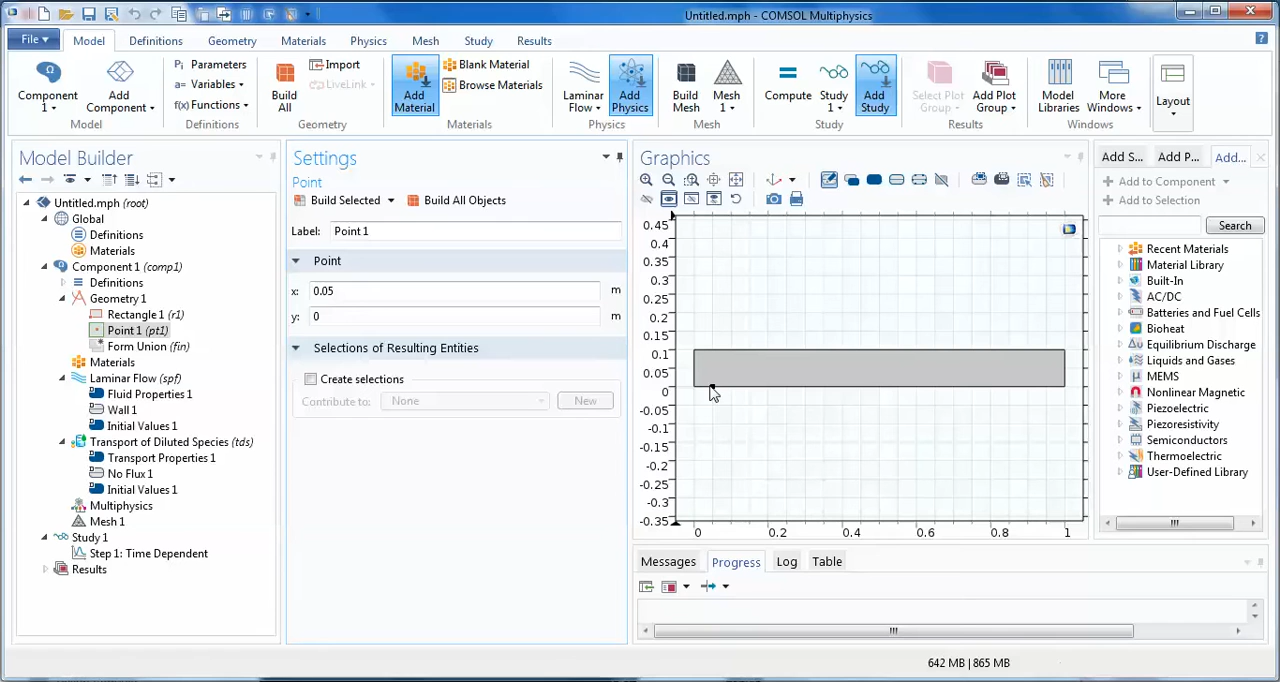 Untitled.mph - COMSOL Multiphysics
File Model Definitions Geometry Materials Physics Mesh Study Results
Component 1
Add Component
Model
Pi Parameters
a= Variables
f(x) Functions
Definitions
Build All
Import
LiveLink
Geometry
Add Material
Blank Material
Browse Materials
Materials
Laminar Flow
Add Physics
Physics
Build Mesh
Mesh 1
Mesh
Compute
Study 1
Add Study
Study
Select Plot Group
Add Plot Group
Results
Model Libraries
More Windows
Windows
Layout
Model Builder
Untitled.mph (root)
Global
Definitions
Materials
Component 1 (comp1)
Definitions
Geometry 1
Rectangle 1 (r1)
Point 1 (pt1)
Form Union (fin)
Materials
Laminar Flow (spf)
Fluid Properties 1
Wall 1
Initial Values 1
Transport of Diluted Species (tds)
Transport Properties 1
No Flux 1
Initial Values 1
Multiphysics
Mesh 1
Study 1
Step 1: Time Dependent
Results
Settings
Point
Build Selected Build All Objects
Label: Point 1
Point
x: 0.05 m
y: 0 m
Selections of Resulting Entities
Create selections
Contribute to: None New
Graphics
0.45
0.4
0.35
0.3
0.25
0.2
0.15
0.1
0.05
0
-0.05
-0.1
-0.15
-0.2
-0.25
-0.3
-0.35
0 0.2 0.4 0.6 0.8 1
Messages Progress Log Table
Add S... Add P... Add...
Add to Component
Add to Selection
Search
Recent Materials
Material Library
Built-In
AC/DC
Batteries and Fuel Cells
Bioheat
Equilibrium Discharge
Liquids and Gases
MEMS
Nonlinear Magnetic
Piezoelectric
Piezoresistivity
Semiconductors
Thermoelectric
User-Defined Library
642 MB | 865 MB